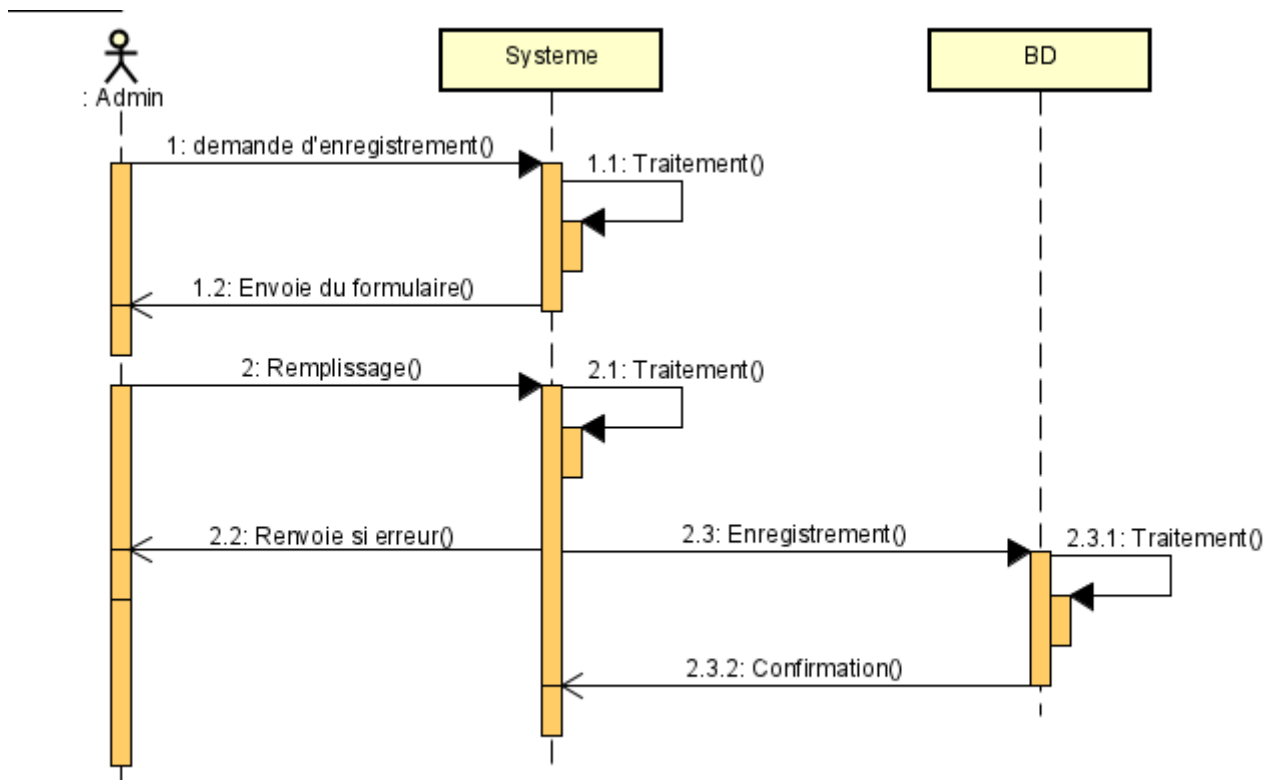 Systeme
BD
: Admin
1: demande d'enregistrement()
1.1: Traitement()
1.2: Envoie du formulaire()
2: Remplissage()
2.1: Traitement()
2.2: Renvoie si erreur()
2.3: Enregistrement()
2.3.1: Traitement()
2.3.2: Confirmation()